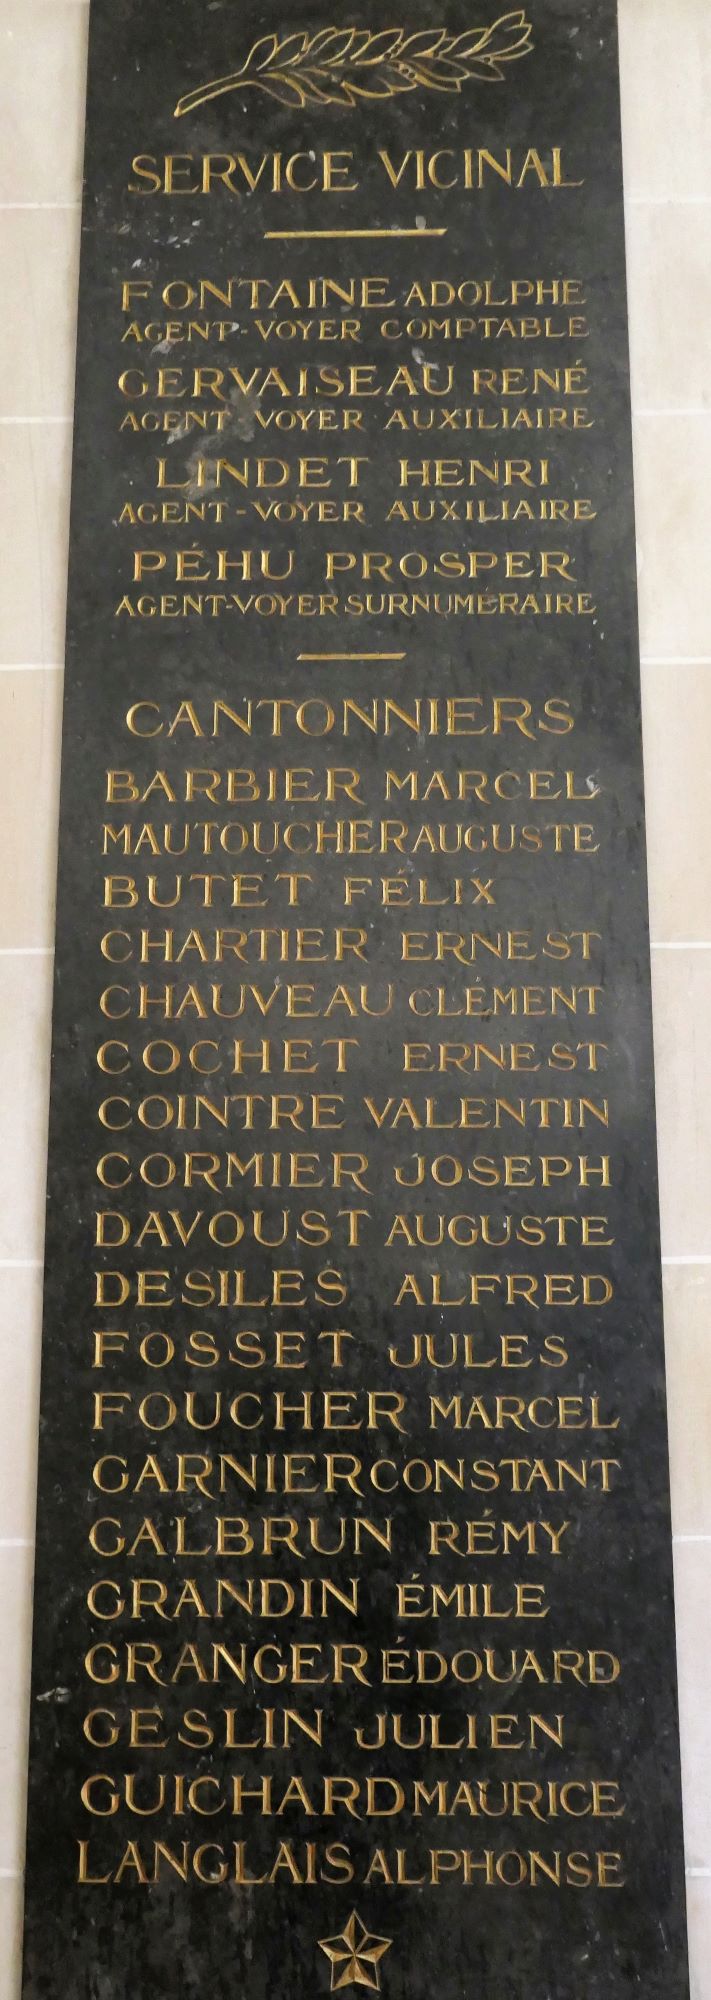 SERVICE VICINAL
FONTAINE ADOLPHE
AGENT-VOYER COMPTABLE
GERVAISEAU RENÉ
AGENT-VOYER AUXILIAIRE
LINDET HENRI
AGENT-VOYER AUXILIAIRE
PÉHU PROSPER
AGENT-VOYER SURNUMÉRAIRE
CANTONNIERS
BARBIER MARCEL
MAUTOUCHER AUGUSTE
BUTET FÉLIX
CHARTIER ERNEST
CHAUVEAU CLÉMENT
COCHET ERNEST
COINTRE VALENTIN
CORMIER JOSEPH
DAVOUST AUGUSTE
DESILES ALFRED
FOSSET JULES
FOUCHER MARCEL
GARNIER CONSTANT
GALBRUN RÉMY
GRANDIN ÉMILE
GRANGER ÉDOUARD
GESLIN JULIEN
GUICHARD MAURICE
LANGLAIS ALPHONSE